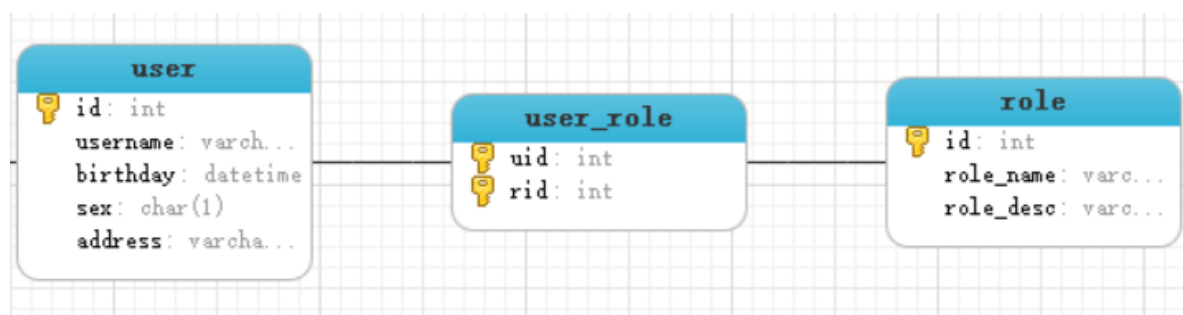 user
id: int
username: varch...
birthday: datetime
sex: char(1)
address: varcha...
user_role
uid: int
rid: int
role
id: int
role_name: varc...
role_desc: varc...